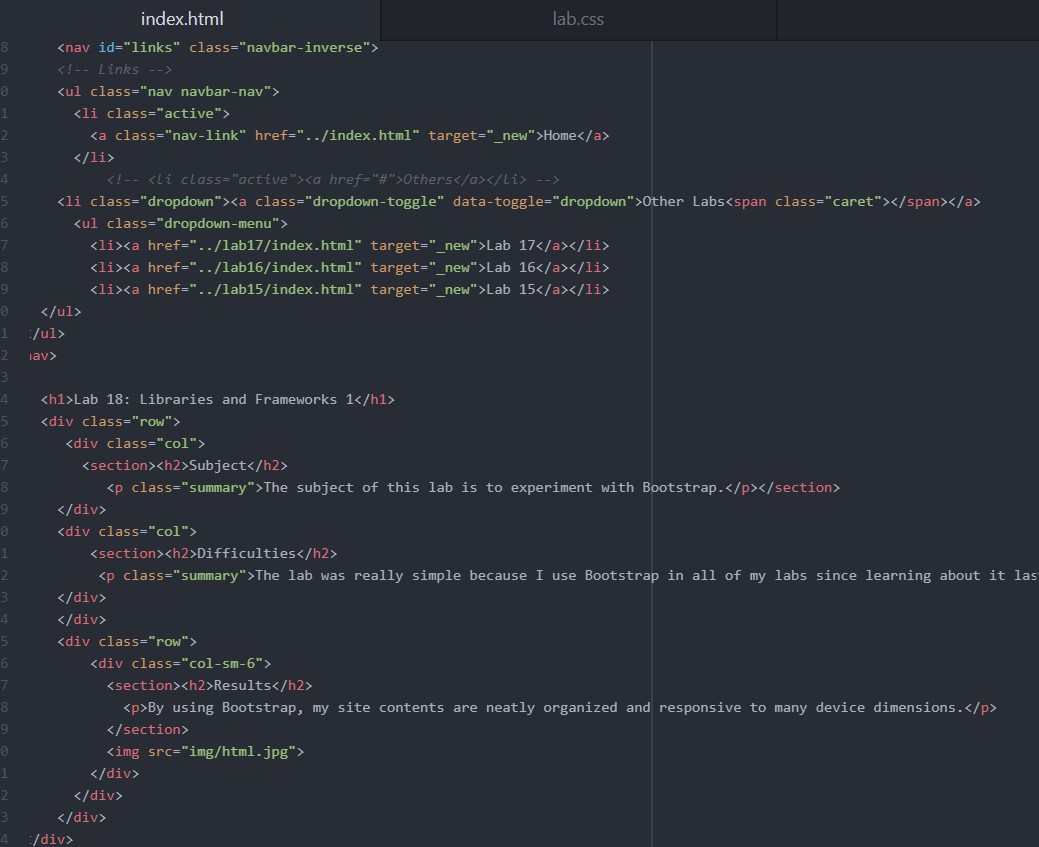 index.html
lab.css
8 <nav id="links" class="navbar-inverse">
9 <!-- Links -->
0 <ul class="nav navbar-nav">
1 <li class="active">
2 <a class="nav-link" href="../index.html" target="_new">Home</a>
3 </li>
4 <!-- <li class="active"><a href="#">Others</a></li> -->
5 <li class="dropdown"><a class="dropdown-toggle" data-toggle="dropdown">Other Labs<span class="caret"></span></a>
6 <ul class="dropdown-menu">
7 <li><a href="../lab17/index.html" target="_new">Lab 17</a></li>
8 <li><a href="../lab16/index.html" target="_new">Lab 16</a></li>
9 <li><a href="../lab15/index.html" target="_new">Lab 15</a></li>
0 </ul>
1 /ul>
2 av>
3
4 <h1>Lab 18: Libraries and Frameworks 1</h1>
5 <div class="row">
6 <div class="col">
7 <section><h2>Subject</h2>
8 <p class="summary">The subject of this lab is to experiment with Bootstrap.</p></section>
9 </div>
0 <div class="col">
1 <section><h2>Difficulties</h2>
2 <p class="summary">The lab was really simple because I use Bootstrap in all of my labs since learning about it las
3 </div>
4 </div>
5 <div class="row">
6 <div class="col-sm-6">
7 <section><h2>Results</h2>
8 <p>By using Bootstrap, my site contents are neatly organized and responsive to many device dimensions.</p>
9 </section>
0 <img src="img/html.jpg">
1 </div>
2 </div>
3 </div>
4 /div>